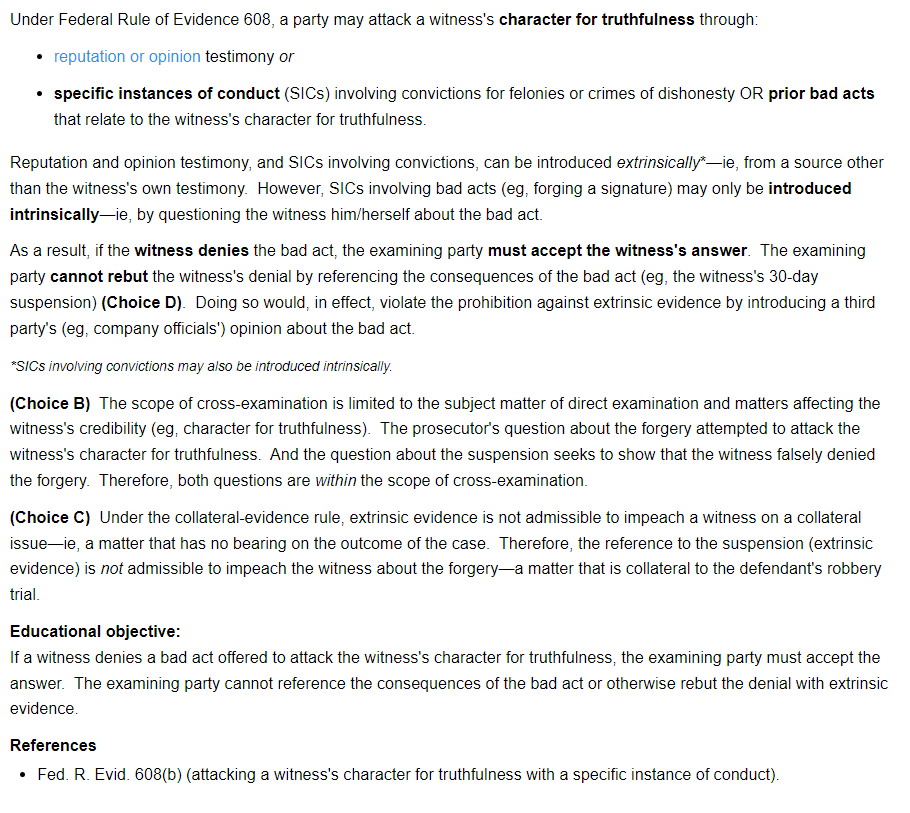 Under Federal Rule of Evidence 608, a party may attack a witness's character for truthfulness through:
• reputation or opinion testimony or
• specific instances of conduct (SICs) involving convictions for felonies or crimes of dishonesty OR prior bad acts
that relate to the witness's character for truthfulness.
Reputation and opinion testimony, and SICs involving convictions, can be introduced extrinsically*—ie, from a source other
than the witness's own testimony. However, SICs involving bad acts (eg, forging a signature) may only be introduced
intrinsically—ie, by questioning the witness him/herself about the bad act.
As a result, if the witness denies the bad act, the examining party must accept the witness's answer. The examining
party cannot rebut the witness's denial by referencing the consequences of the bad act (eg, the witness's 30-day
suspension) (Choice D). Doing so would, in effect, violate the prohibition against extrinsic evidence by introducing a third
party's (eg, company officials') opinion about the bad act.
*SICs involving convictions may also be introduced intrinsically.
(Choice B) The scope of cross-examination is limited to the subject matter of direct examination and matters affecting the
witness's credibility (eg, character for truthfulness). The prosecutor's question about the forgery attempted to attack the
witness's character for truthfulness. And the question about the suspension seeks to show that the witness falsely denied
the forgery. Therefore, both questions are within the scope of cross-examination.
(Choice C) Under the collateral-evidence rule, extrinsic evidence is not admissible to impeach a witness on a collateral
issue—ie, a matter that has no bearing on the outcome of the case. Therefore, the reference to the suspension (extrinsic
evidence) is not admissible to impeach the witness about the forgery—a matter that is collateral to the defendant's robbery
trial.
Educational objective:
If a witness denies a bad act offered to attack the witness's character for truthfulness, the examining party must accept the
answer. The examining party cannot reference the consequences of the bad act or otherwise rebut the denial with extrinsic
evidence.
References
• Fed. R. Evid. 608(b) (attacking a witness's character for truthfulness with a specific instance of conduct).